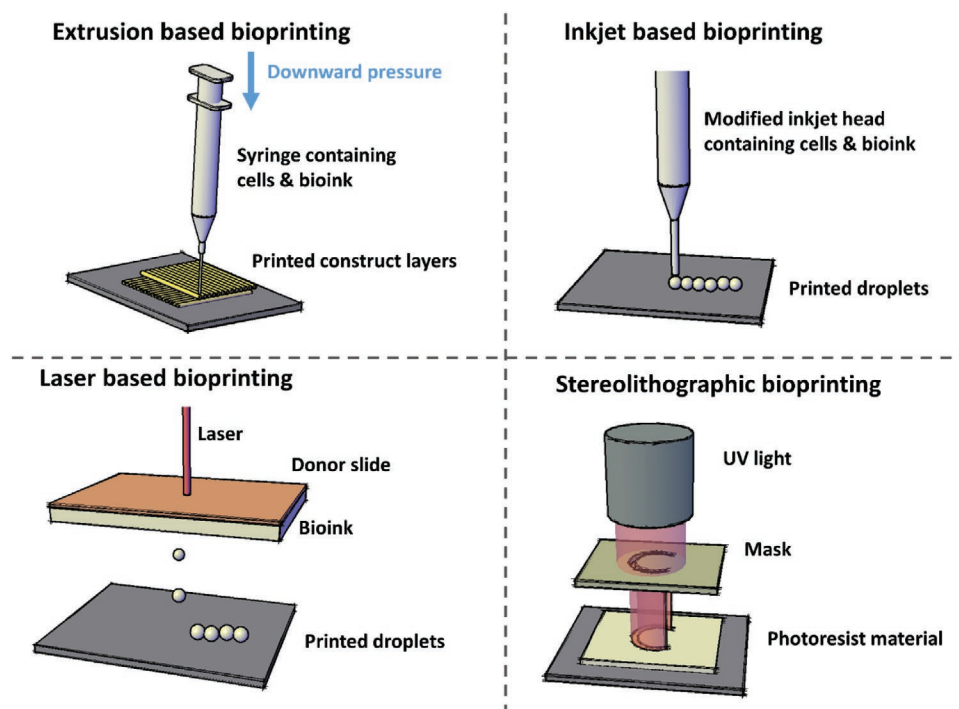 Extrusion based bioprinting
Downward pressure
Syringe containing
cells & bioink
Printed construct layers
Inkjet based bioprinting
Modified inkjet head
containing cells & bioink
Printed droplets
Laser based bioprinting
Laser
Donor slide
Bioink
Printed droplets
Stereolithographic bioprinting
UV light
Mask
Photoresist material